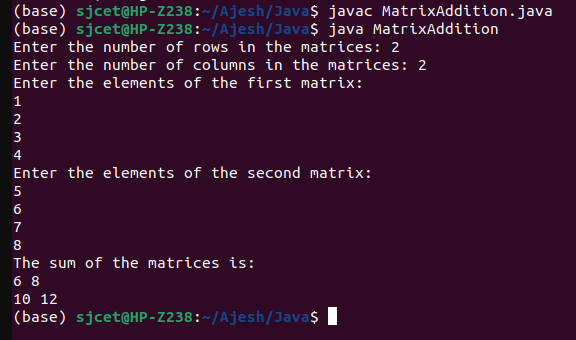 (base) sjcet@HP-Z238:~/Ajesh/Java$ javac MatrixAddition.java
(base) sjcet@HP-Z238:~/Ajesh/Java$ java MatrixAddition
Enter the number of rows in the matrices: 2
Enter the number of columns in the matrices: 2
Enter the elements of the first matrix:
1
2
3
4
Enter the elements of the second matrix:
5
6
7
8
The sum of the matrices is:
6 8
10 12
(base) sjcet@HP-Z238:~/Ajesh/Java$